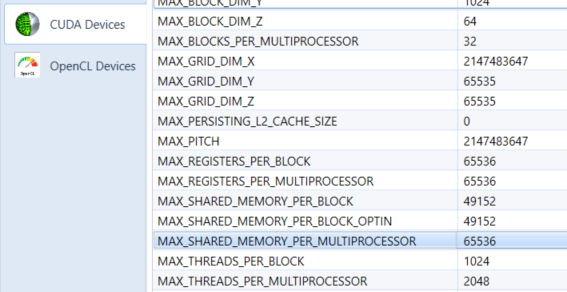 MAX_BLOCK_DIM_Y 1024
CUDA Devices
MAX_BLOCK_DIM_Z 64
MAX_BLOCKS_PER_MULTIPROCESSOR 32
MAX_GRID_DIM_X 2147483647
OpenCL OpenCL Devices
MAX_GRID_DIM_Y 65535
MAX_GRID_DIM_Z 65535
MAX_PERSISTING_L2_CACHE_SIZE 0
MAX_PITCH 2147483647
MAX_REGISTERS_PER_BLOCK 65536
MAX_REGISTERS_PER_MULTIPROCESSOR 65536
MAX_SHARED_MEMORY_PER_BLOCK 49152
MAX_SHARED_MEMORY_PER_BLOCK_OPTIN 49152
MAX_SHARED_MEMORY_PER_MULTIPROCESSOR 65536
MAX_THREADS_PER_BLOCK 1024
MAX_THREADS_PER_MULTIPROCESSOR 2048